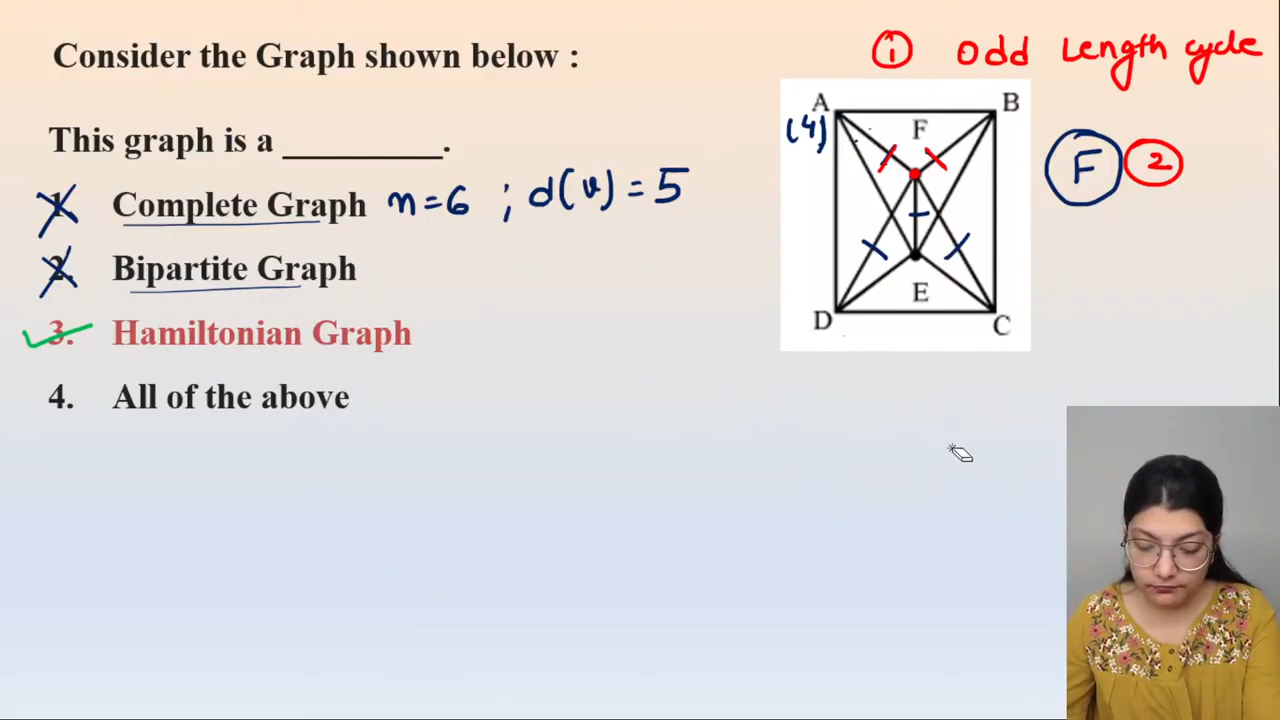 Consider the Graph shown below :
① Odd Length cycle
This graph is a _________.
1. Complete Graph n=6 ; d(v) = 5
2. Bipartite Graph
3. Hamiltonian Graph
4. All of the above
A B
(4) F
E
D C
F 2